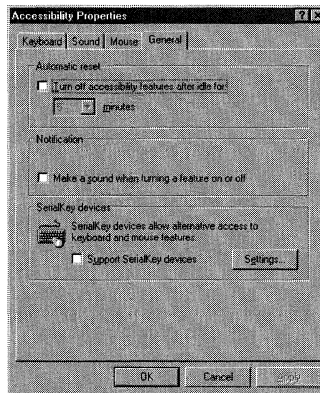 Accessibility Properties
Keyboard Sound Mouse General
Automatic reset
Turn off accessibility features after idle for:
5 minutes
Notification
Make a sound when turning a feature on or off
SerialKey devices
SerialKey devices allow alternative access to
keyboard and mouse features.
Support SerialKey devices Settings...
OK Cancel Apply